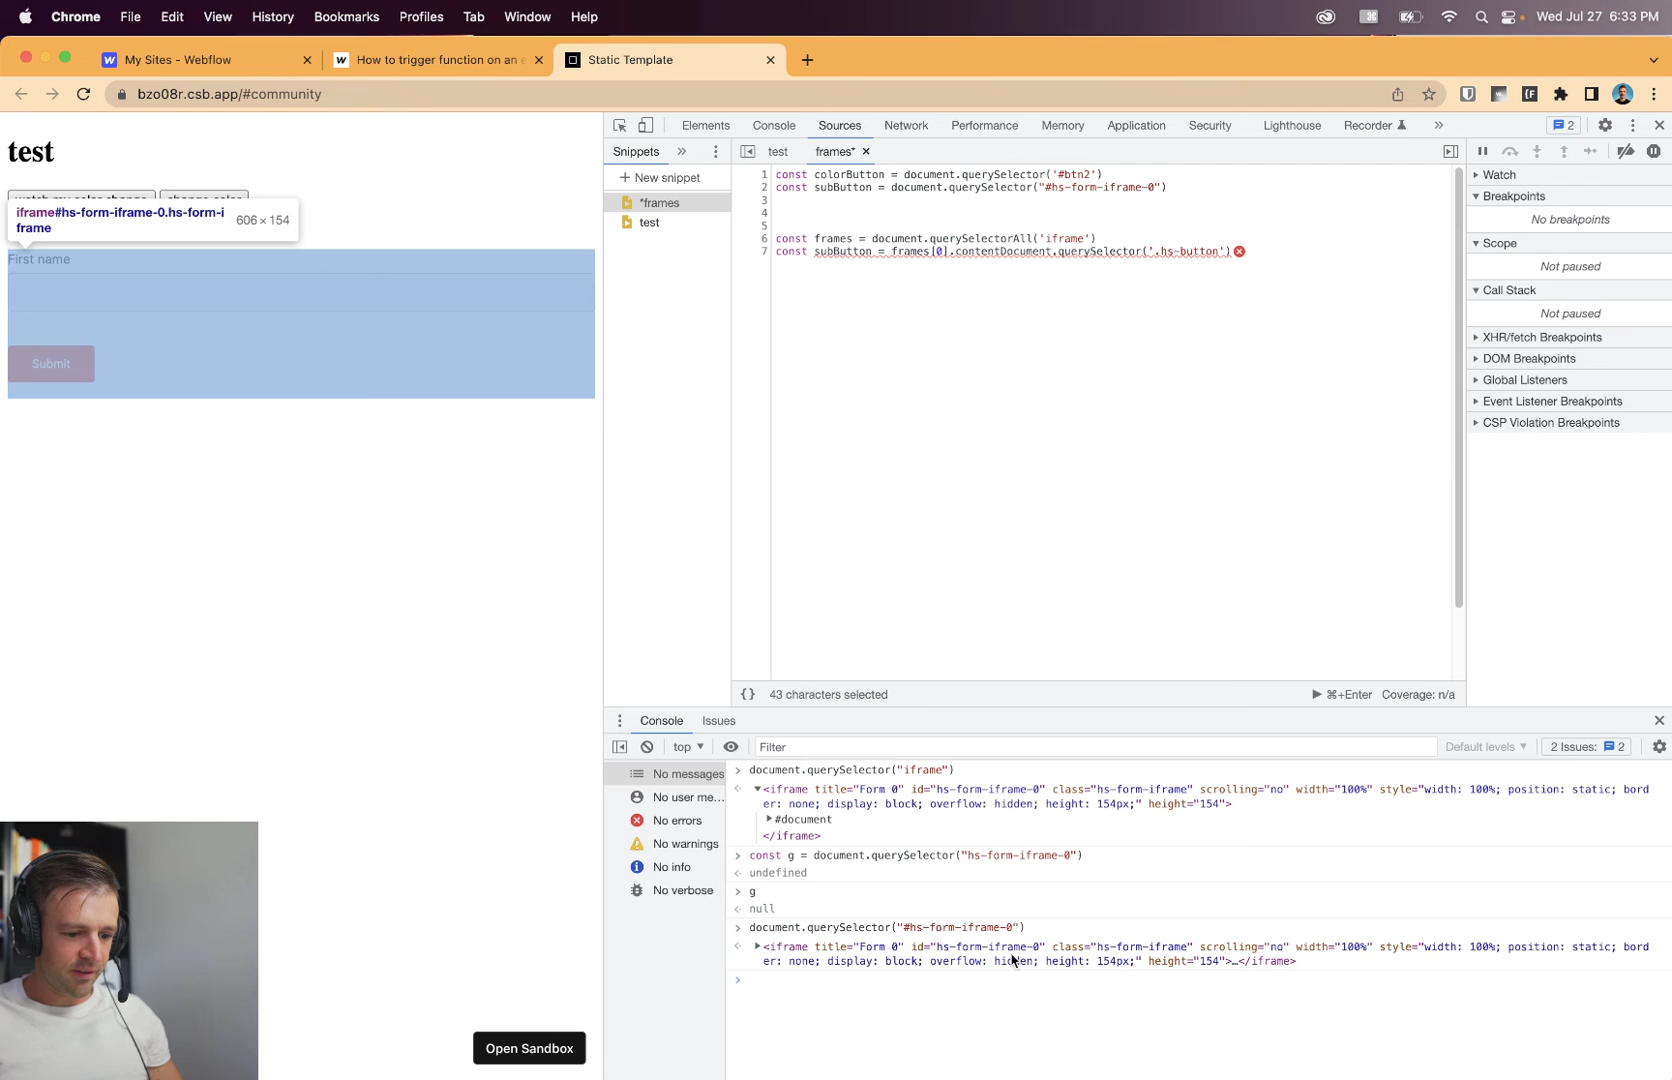 Chrome File Edit View History Bookmarks Profiles Tab Window Help Wed Jul 27 6:33 PM
My Sites - Webflow How to trigger function on an e Static Template
bzo08r.csb.app/#community
test
iframe#hs-form-iframe-0.hs-form-i
frame
606 × 154
First name
Submit
Open Sandbox
Elements Console Sources Network Performance Memory Application Security Lighthouse Recorder 2
Snippets
New snippet
*frames
test
test frames*
1 const colorButton = document.querySelector('#btn2')
2 const subButton = document.querySelector("#hs-form-iframe-0")
3
4
5
6 const frames = document.querySelectorAll('iframe')
7 const subButton = frames[0].contentDocument.querySelector('.hs-button')
{} 43 characters selected ⌘+Enter Coverage: n/a
Watch
Breakpoints
No breakpoints
Scope
Not paused
Call Stack
Not paused
XHR/fetch Breakpoints
DOM Breakpoints
Global Listeners
Event Listener Breakpoints
CSP Violation Breakpoints
Console Issues
top Filter Default levels 2 Issues: 2
No messages
No user me...
No errors
No warnings
No info
No verbose
document.querySelector("iframe")
<iframe title="Form 0" id="hs-form-iframe-0" class="hs-form-iframe" scrolling="no" width="100%" style="width: 100%; position: static; bord
er: none; display: block; overflow: hidden; height: 154px;" height="154">
#document
</iframe>
const g = document.querySelector("hs-form-iframe-0")
undefined
g
null
document.querySelector("#hs-form-iframe-0")
<iframe title="Form 0" id="hs-form-iframe-0" class="hs-form-iframe" scrolling="no" width="100%" style="width: 100%; position: static; bord
er: none; display: block; overflow: hidden; height: 154px;" height="154">…</iframe>